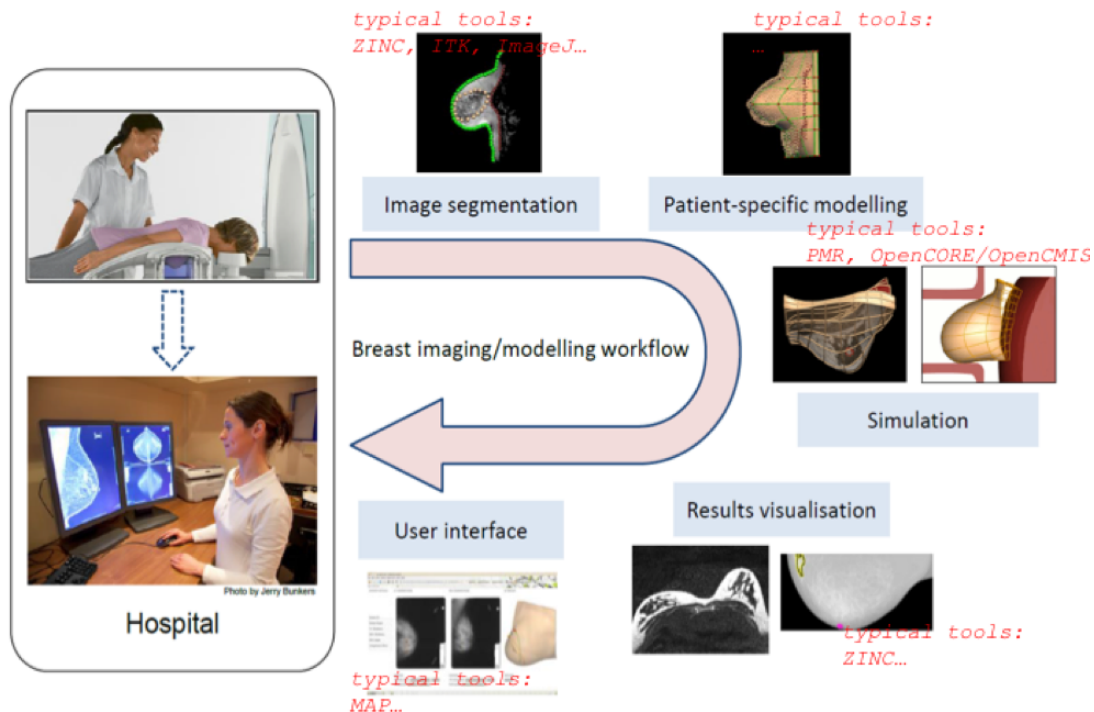 typical tools:
ZINC, ITK, ImageJ…
typical tools:
…
Image segmentation
Patient-specific modelling
typical tools:
PMR, OpenCORE/OpenCMIS
Breast imaging/modelling workflow
Simulation
Results visualisation
User interface
typical tools:
ZINC…
typical tools:
MAP…
Photo by Jerry Bunkers
Hospital